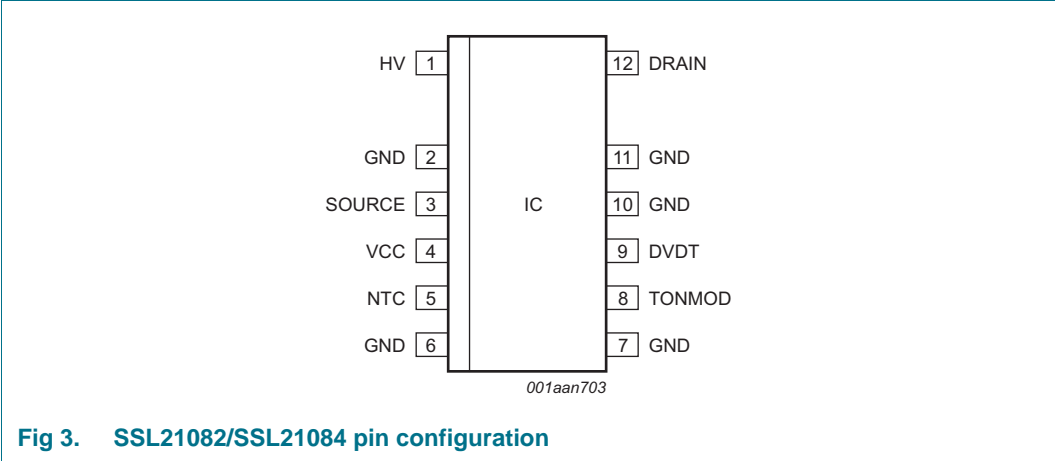 HV 1 12 DRAIN
GND 2 11 GND
SOURCE 3 IC 10 GND
VCC 4 9 DVDT
NTC 5 8 TONMOD
GND 6 7 GND
001aan703
Fig 3. SSL21082/SSL21084 pin configuration